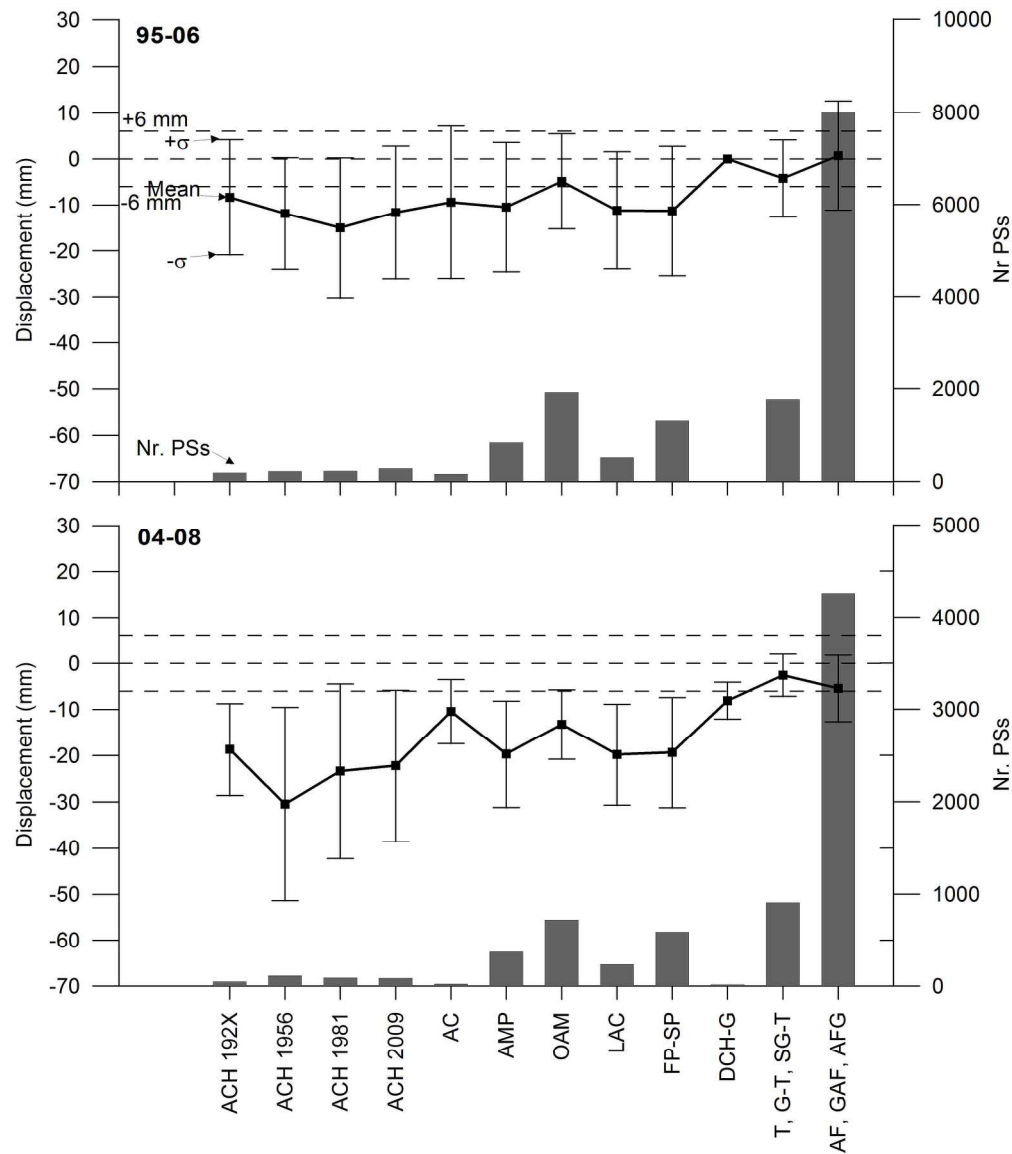 95-06
30
20
10
0
-10
-20
-30
-40
-50
-60
-70
Displacement (mm)
+6 mm
+σ
Mean
-6 mm
-σ
Nr. PSs
10000
8000
6000
4000
2000
0
Nr PSs
04-08
30
20
10
0
-10
-20
-30
-40
-50
-60
-70
Displacement (mm)
5000
4000
3000
2000
1000
0
Nr. PSs
ACH 192X
ACH 1956
ACH 1981
ACH 2009
AC
AMP
OAM
LAC
FP-SP
DCH-G
T, G-T, SG-T
AF, GAF, AFG